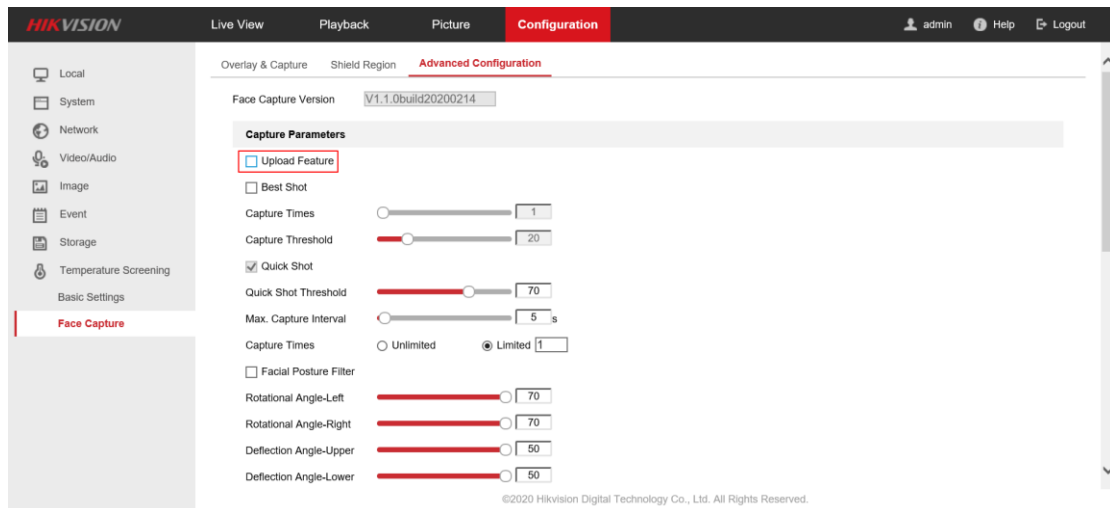 HIKVISION Live View Playback Picture Configuration admin Help Logout
Local
System
Network
Video/Audio
Image
Event
Storage
Temperature Screening
Basic Settings
Face Capture
Overlay & Capture Shield Region Advanced Configuration
Face Capture Version V1.1.0build20200214
Capture Parameters
Upload Feature
Best Shot
Capture Times 1
Capture Threshold 20
Quick Shot
Quick Shot Threshold 70
Max. Capture Interval 5 s
Capture Times Unlimited Limited 1
Facial Posture Filter
Rotational Angle-Left 70
Rotational Angle-Right 70
Deflection Angle-Upper 50
Deflection Angle-Lower 50
©2020 Hikvision Digital Technology Co., Ltd. All Rights Reserved.